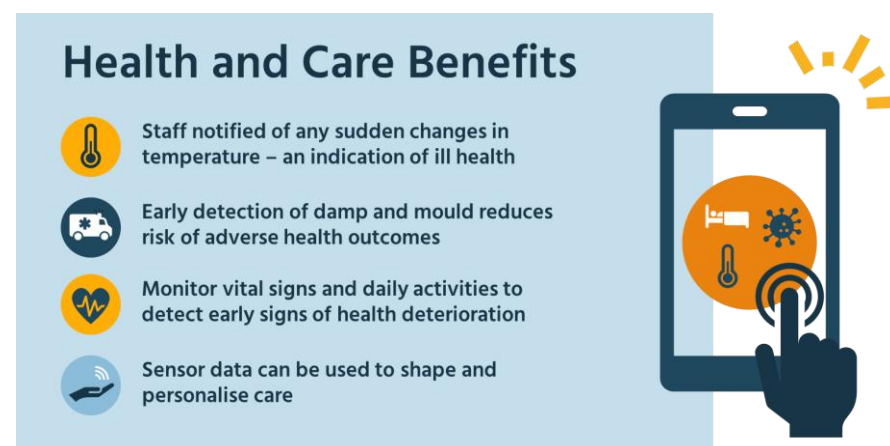 Health and Care Benefits
Staff notified of any sudden changes in
temperature – an indication of ill health
Early detection of damp and mould reduces
risk of adverse health outcomes
Monitor vital signs and daily activities to
detect early signs of health deterioration
Sensor data can be used to shape and
personalise care